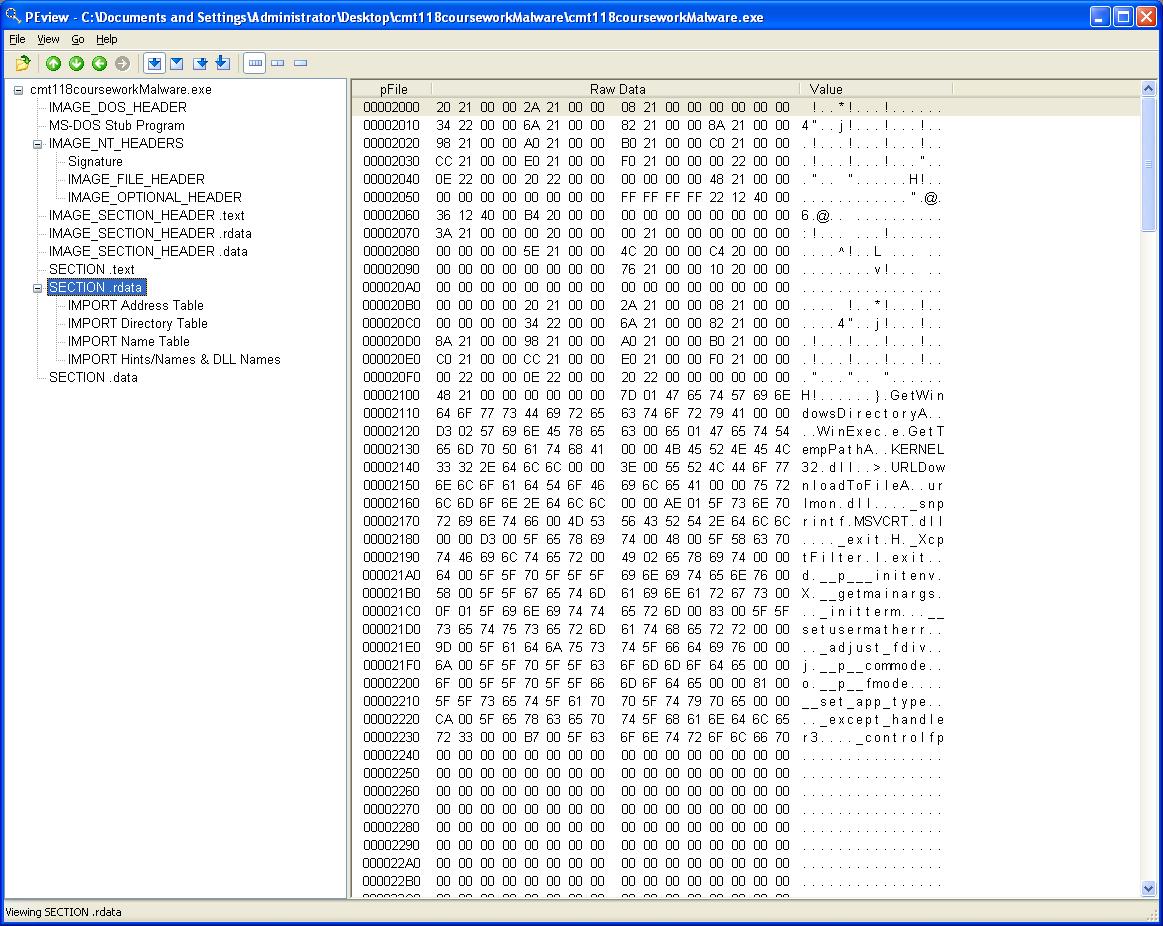 PEview - C:\Documents and Settings\Administrator\Desktop\cmt118courseworkMalware\cmt118courseworkMalware.exe
File View Go Help
cmt118courseworkMalware.exe
IMAGE_DOS_HEADER
MS-DOS Stub Program
IMAGE_NT_HEADERS
Signature
IMAGE_FILE_HEADER
IMAGE_OPTIONAL_HEADER
IMAGE_SECTION_HEADER .text
IMAGE_SECTION_HEADER .rdata
IMAGE_SECTION_HEADER .data
SECTION .text
SECTION .rdata
IMPORT Address Table
IMPORT Directory Table
IMPORT Name Table
IMPORT Hints/Names & DLL Names
SECTION .data
pFile Raw Data Value
00002000 20 21 00 00 2A 21 00 00 08 21 00 00 00 00 00 00 !..*!...!......
00002010 34 22 00 00 6A 21 00 00 82 21 00 00 8A 21 00 00 4"..j!...!...!..
00002020 98 21 00 00 A0 21 00 00 B0 21 00 00 C0 21 00 00 .!...!...!...!..
00002030 CC 21 00 00 E0 21 00 00 F0 21 00 00 00 22 00 00 .!...!...!..."..
00002040 0E 22 00 00 20 22 00 00 00 00 00 00 48 21 00 00 .".. "......H!..
00002050 00 00 00 00 00 00 00 00 FF FF FF FF 22 12 40 00 ............".@.
00002060 36 12 40 00 B4 20 00 00 00 00 00 00 00 00 00 00 6.@.. ..........
00002070 3A 21 00 00 00 20 00 00 00 00 00 00 00 00 00 00 :!... ..........
00002080 00 00 00 00 5E 21 00 00 4C 20 00 00 C4 20 00 00 ....^!..L ... ..
00002090 00 00 00 00 00 00 00 00 76 21 00 00 10 20 00 00 ........v!... ..
000020A0 00 00 00 00 00 00 00 00 00 00 00 00 00 00 00 00 ................
000020B0 00 00 00 00 20 21 00 00 2A 21 00 00 08 21 00 00 .... !..*!...!..
000020C0 00 00 00 00 34 22 00 00 6A 21 00 00 82 21 00 00 ....4"..j!...!..
000020D0 8A 21 00 00 98 21 00 00 A0 21 00 00 B0 21 00 00 .!...!...!...!..
000020E0 C0 21 00 00 CC 21 00 00 E0 21 00 00 F0 21 00 00 .!...!...!...!..
000020F0 00 22 00 00 0E 22 00 00 20 22 00 00 00 00 00 00 ."...".. "......
00002100 48 21 00 00 00 00 00 00 7D 01 47 65 74 57 69 6E H!......}.GetWin
00002110 64 6F 77 73 44 69 72 65 63 74 6F 72 79 41 00 00 dowsDirectoryA..
00002120 D3 02 57 69 6E 45 78 65 63 00 65 01 47 65 74 54 ..WinExec.e.GetT
00002130 65 6D 70 50 61 74 68 41 00 00 4B 45 52 4E 45 4C empPathA..KERNEL
00002140 33 32 2E 64 6C 6C 00 00 3E 00 55 52 4C 44 6F 77 32.dll..>.URLDow
00002150 6E 6C 6F 61 64 54 6F 46 69 6C 65 41 00 00 75 72 nloadToFileA..ur
00002160 6C 6D 6F 6E 2E 64 6C 6C 00 00 AE 01 5F 73 6E 70 lmon.dll...._snp
00002170 72 69 6E 74 66 00 4D 53 56 43 52 54 2E 64 6C 6C rintf.MSVCRT.dll
00002180 00 00 D3 00 5F 65 78 69 74 00 48 00 5F 58 63 70 ...._exit.H._Xcp
00002190 74 46 69 6C 74 65 72 00 49 02 65 78 69 74 00 00 tFilter.I.exit..
000021A0 64 00 5F 5F 70 5F 5F 5F 69 6E 69 74 65 6E 76 00 d.__p___initenv.
000021B0 58 00 5F 5F 67 65 74 6D 61 69 6E 61 72 67 73 00 X.__getmainargs.
000021C0 0F 01 5F 69 6E 69 74 74 65 72 6D 00 83 00 5F 5F .._initterm...__
000021D0 73 65 74 75 73 65 72 6D 61 74 68 65 72 72 00 00 setusermatherr..
000021E0 9D 00 5F 61 64 6A 75 73 74 5F 66 64 69 76 00 00 .._adjust_fdiv..
000021F0 6A 00 5F 5F 70 5F 5F 63 6F 6D 6D 6F 64 65 00 00 j.__p__commode..
00002200 6F 00 5F 5F 70 5F 5F 66 6D 6F 64 65 00 00 81 00 o.__p__fmode....
00002210 5F 5F 73 65 74 5F 61 70 70 5F 74 79 70 65 00 00 __set_app_type..
00002220 CA 00 5F 65 78 63 65 70 74 5F 68 61 6E 64 6C 65 .._except_handle
00002230 72 33 00 00 B7 00 5F 63 6F 6E 74 72 6F 6C 66 70 r3...._controlfp
00002240 00 00 00 00 00 00 00 00 00 00 00 00 00 00 00 00 ................
00002250 00 00 00 00 00 00 00 00 00 00 00 00 00 00 00 00 ................
00002260 00 00 00 00 00 00 00 00 00 00 00 00 00 00 00 00 ................
00002270 00 00 00 00 00 00 00 00 00 00 00 00 00 00 00 00 ................
00002280 00 00 00 00 00 00 00 00 00 00 00 00 00 00 00 00 ................
00002290 00 00 00 00 00 00 00 00 00 00 00 00 00 00 00 00 ................
000022A0 00 00 00 00 00 00 00 00 00 00 00 00 00 00 00 00 ................
000022B0 00 00 00 00 00 00 00 00 00 00 00 00 00 00 00 00 ................
Viewing SECTION .rdata